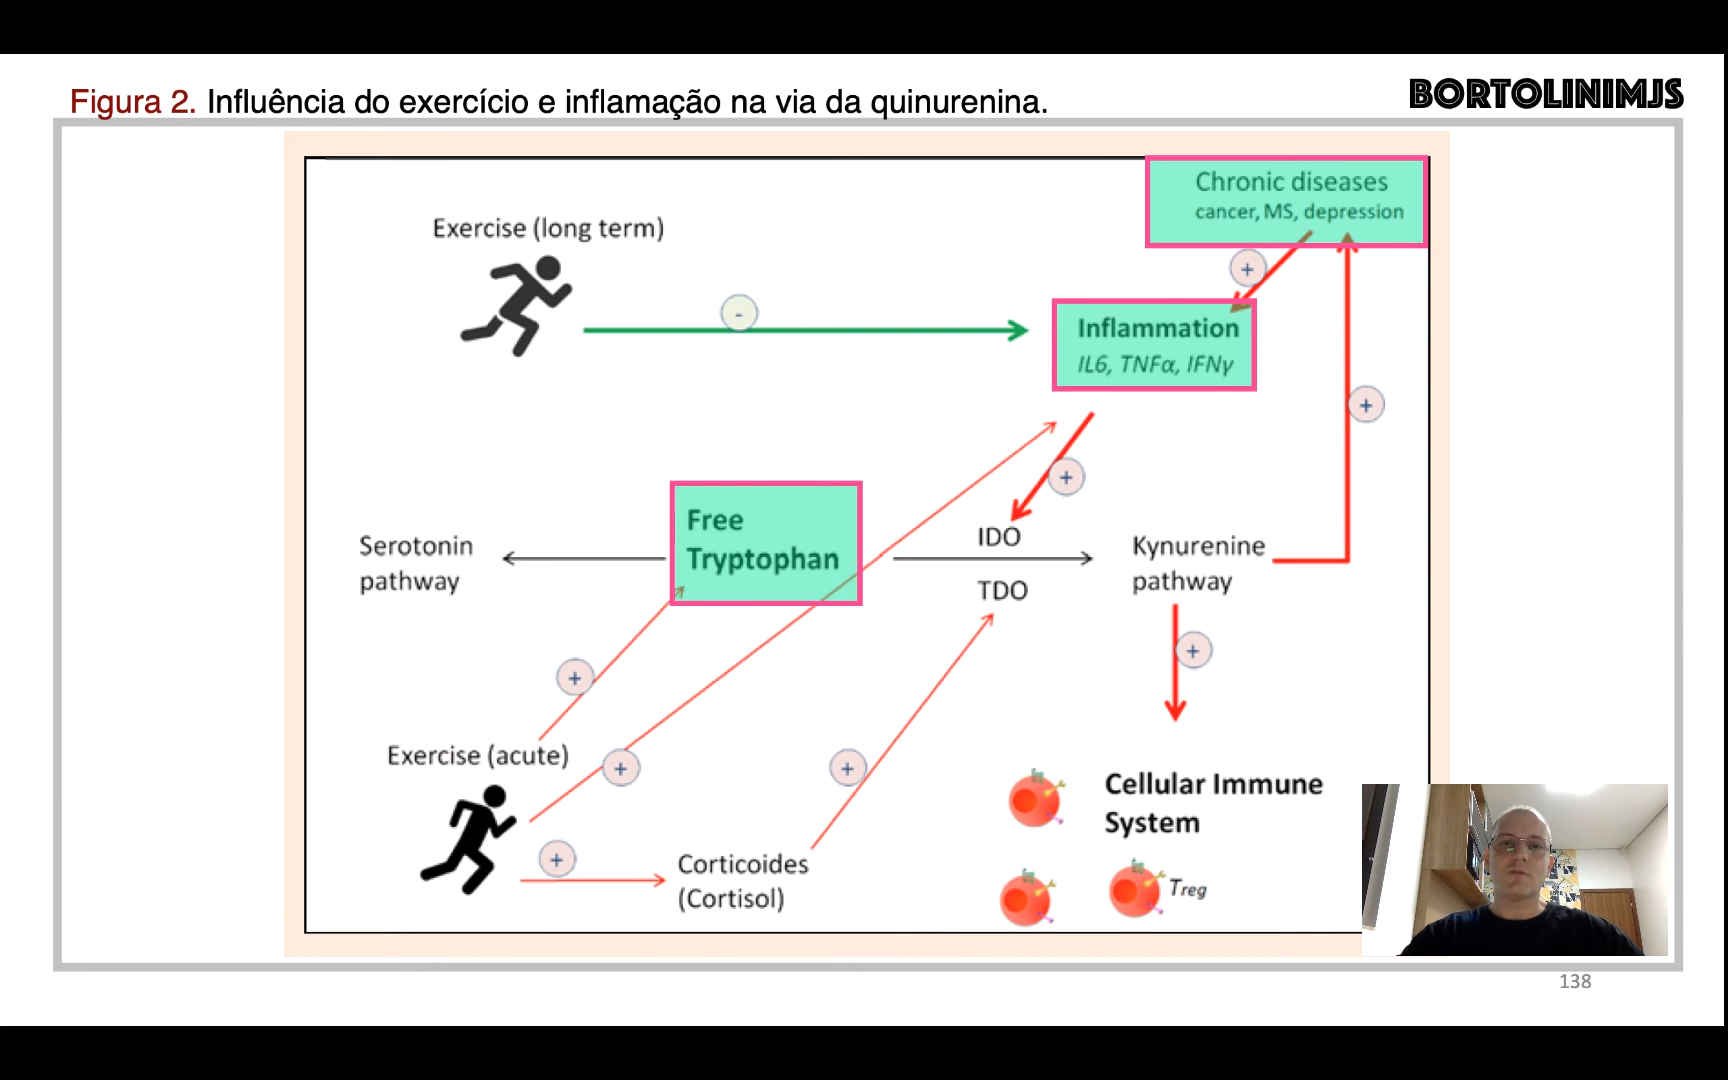 Figura 2. Influência do exercício e inflamação na via da quinurenina.
BORTOLINIMJS
Chronic diseases
cancer, MS, depression
Exercise (long term)
+
-
Inflammation
IL6, TNFα, IFNγ
+
+
Free
Tryptophan
IDO
Serotonin
pathway
Kynurenine
pathway
TDO
+
+
Exercise (acute)
+
+
Cellular Immune
System
+
Corticoides
(Cortisol)
Treg
138